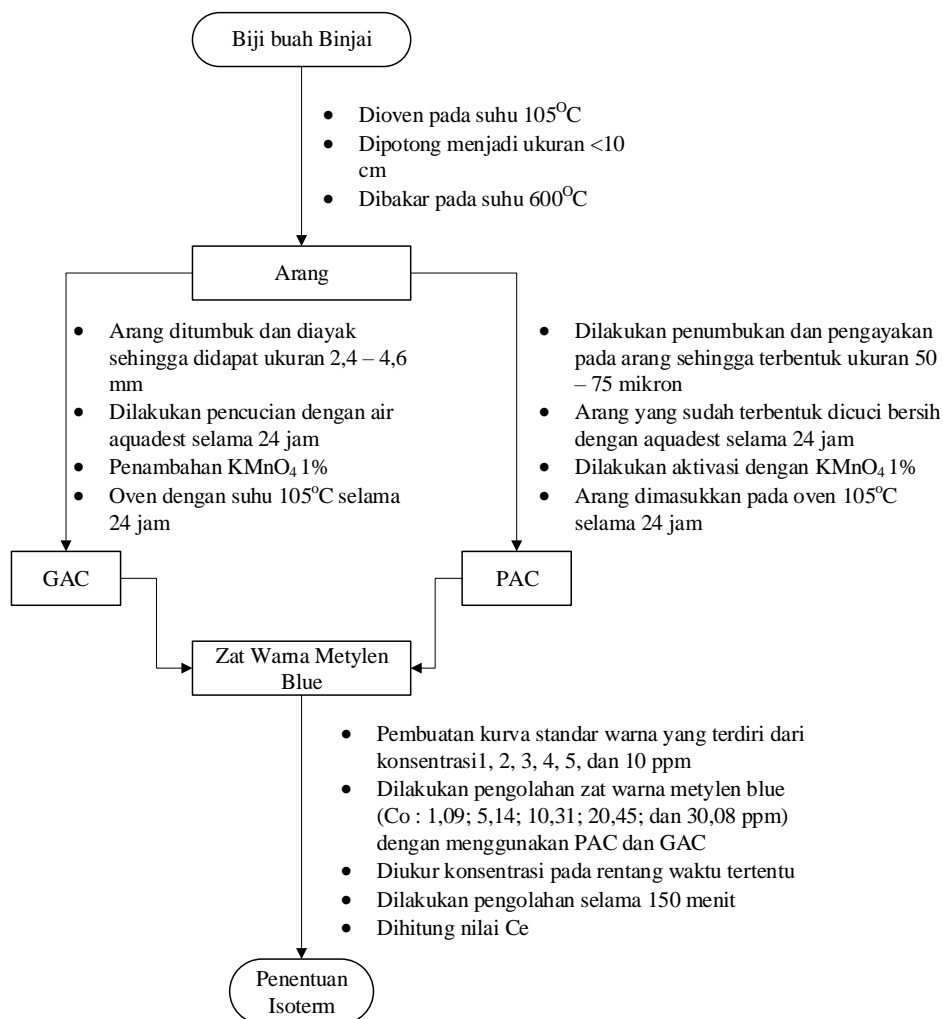 Biji buah Binjai
• Dioven pada suhu 105OC
• Dipotong menjadi ukuran <10
cm
• Dibakar pada suhu 600OC
Arang
• Arang ditumbuk dan diayak
sehingga didapat ukuran 2,4 – 4,6
mm
• Dilakukan pencucian dengan air
aquadest selama 24 jam
• Penambahan KMnO4 1%
• Oven dengan suhu 105oC selama
24 jam
• Dilakukan penumbukan dan pengayakan
pada arang sehingga terbentuk ukuran 50
– 75 mikron
• Arang yang sudah terbentuk dicuci bersih
dengan aquadest selama 24 jam
• Dilakukan aktivasi dengan KMnO4 1%
• Arang dimasukkan pada oven 105oC
selama 24 jam
GAC
PAC
Zat Warna Metylen
Blue
• Pembuatan kurva standar warna yang terdiri dari
konsentrasi1, 2, 3, 4, 5, dan 10 ppm
• Dilakukan pengolahan zat warna metylen blue
(Co : 1,09; 5,14; 10,31; 20,45; dan 30,08 ppm)
dengan menggunakan PAC dan GAC
• Diukur konsentrasi pada rentang waktu tertentu
• Dilakukan pengolahan selama 150 menit
• Dihitung nilai Ce
Penentuan
Isoterm